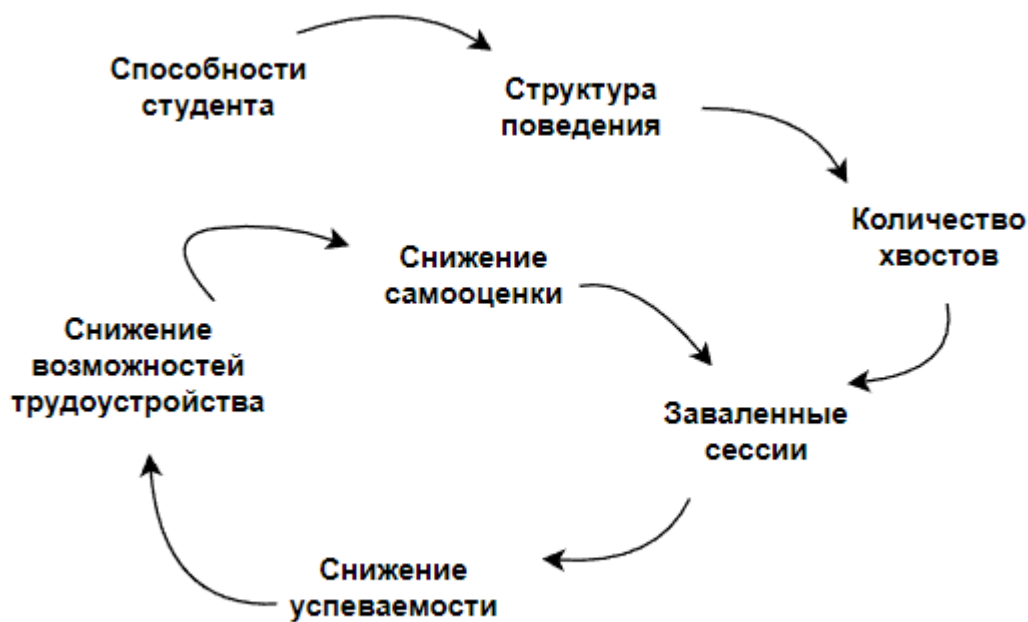 Способности
студента
Структура
поведения
Количество
хвостов
Снижение
самооценки
Снижение
возможностей
трудоустройства
Заваленные
сессии
Снижение
успеваемости